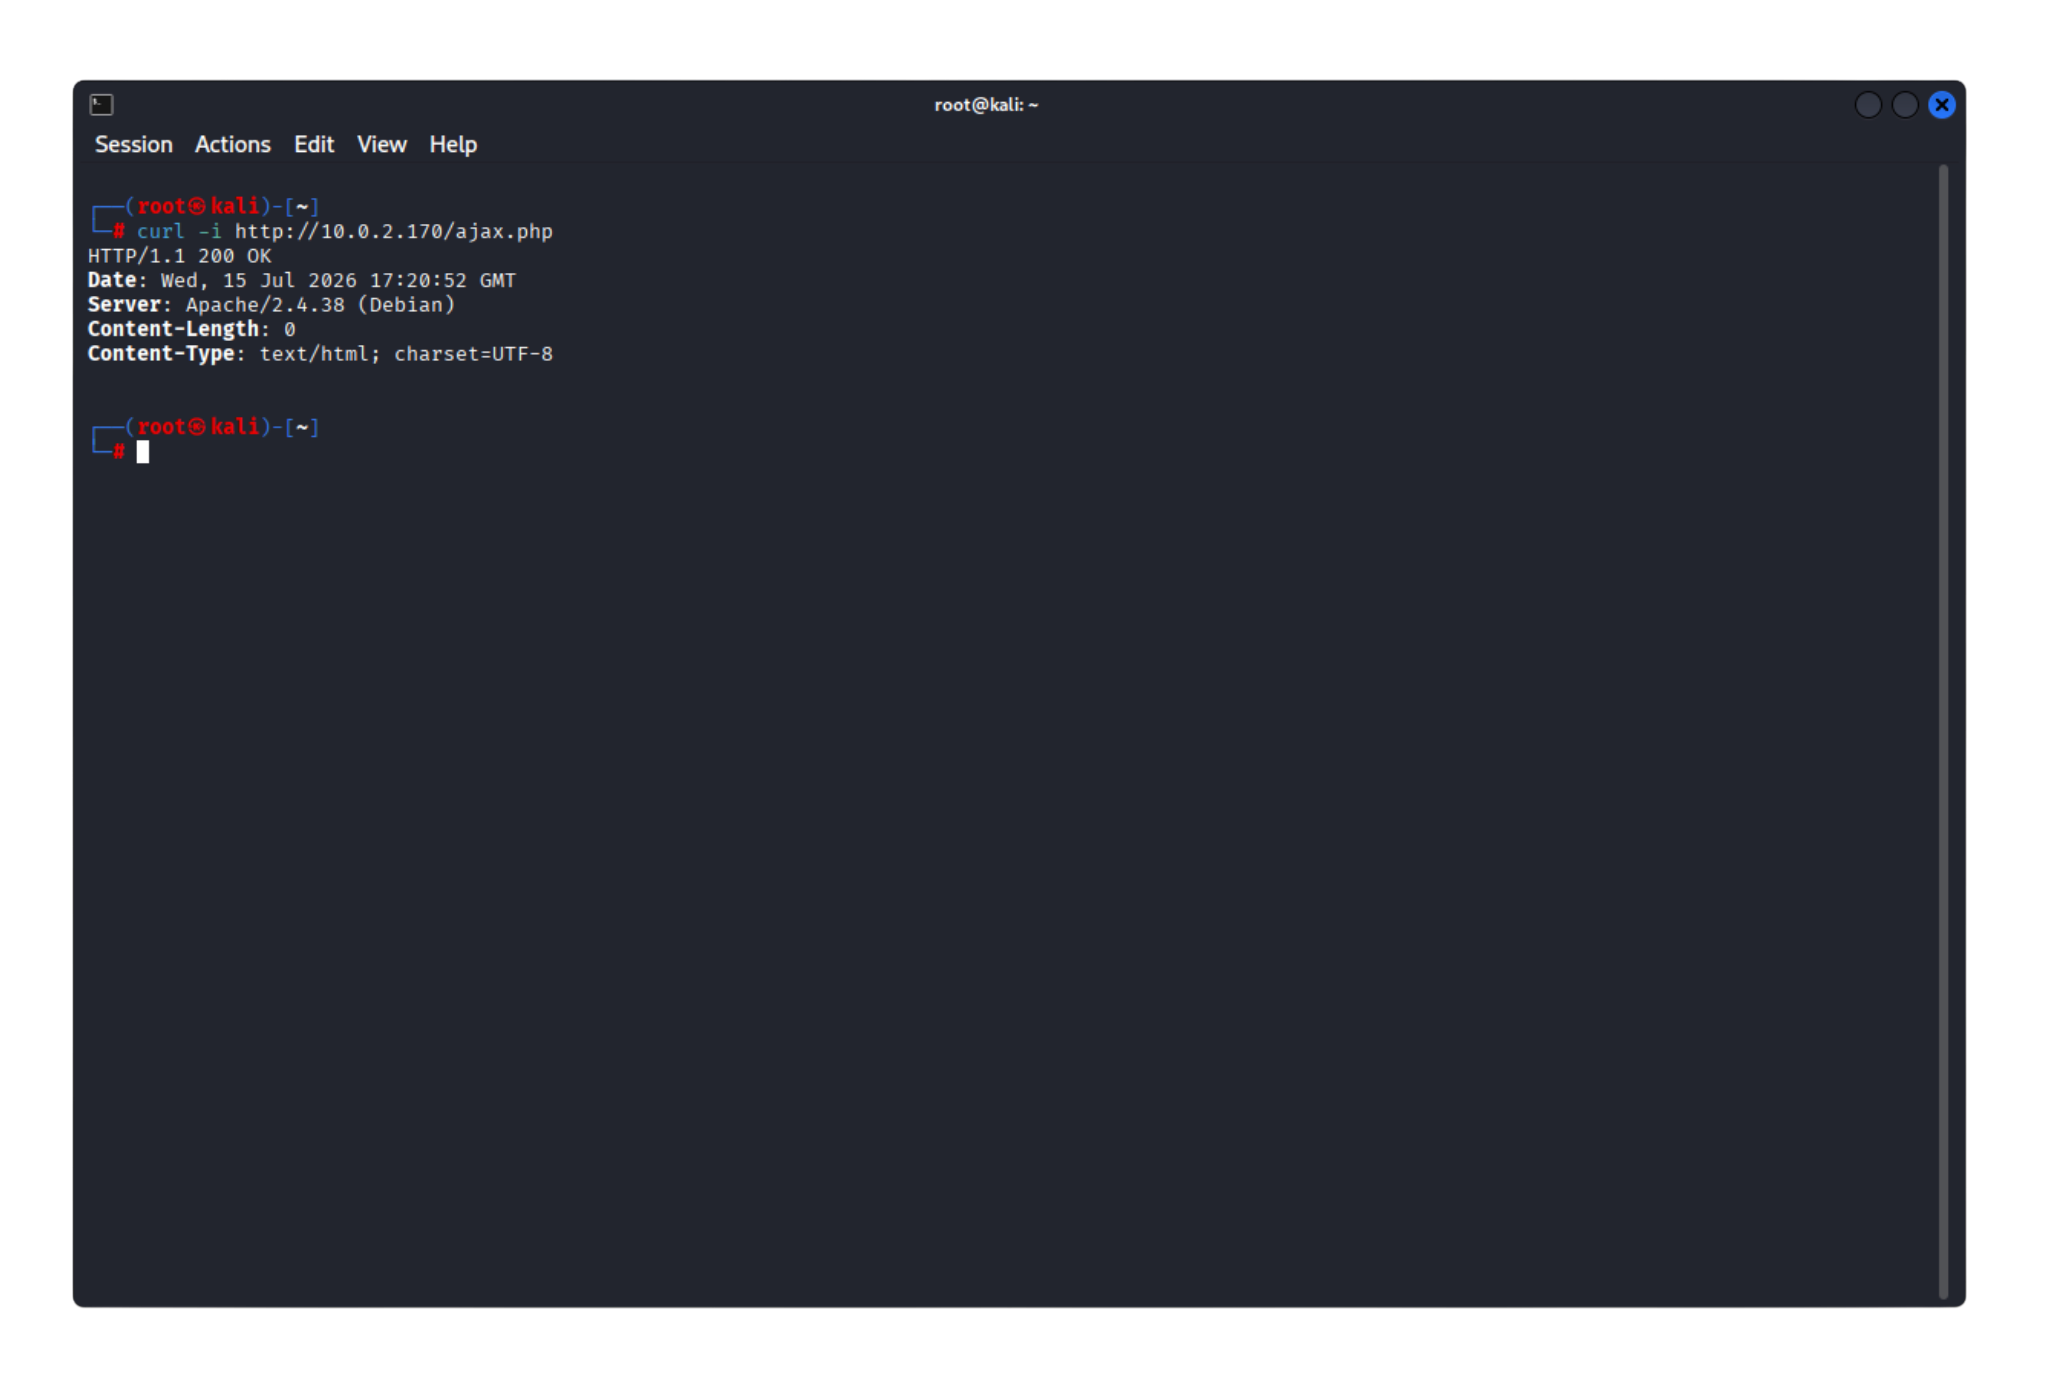 root@kali: ~
Session Actions Edit View Help
┌──(root㉿kali)-[~]
└─# curl -i http://10.0.2.170/ajax.php
HTTP/1.1 200 OK
Date: Wed, 15 Jul 2026 17:20:52 GMT
Server: Apache/2.4.38 (Debian)
Content-Length: 0
Content-Type: text/html; charset=UTF-8
┌──(root㉿kali)-[~]
└─#